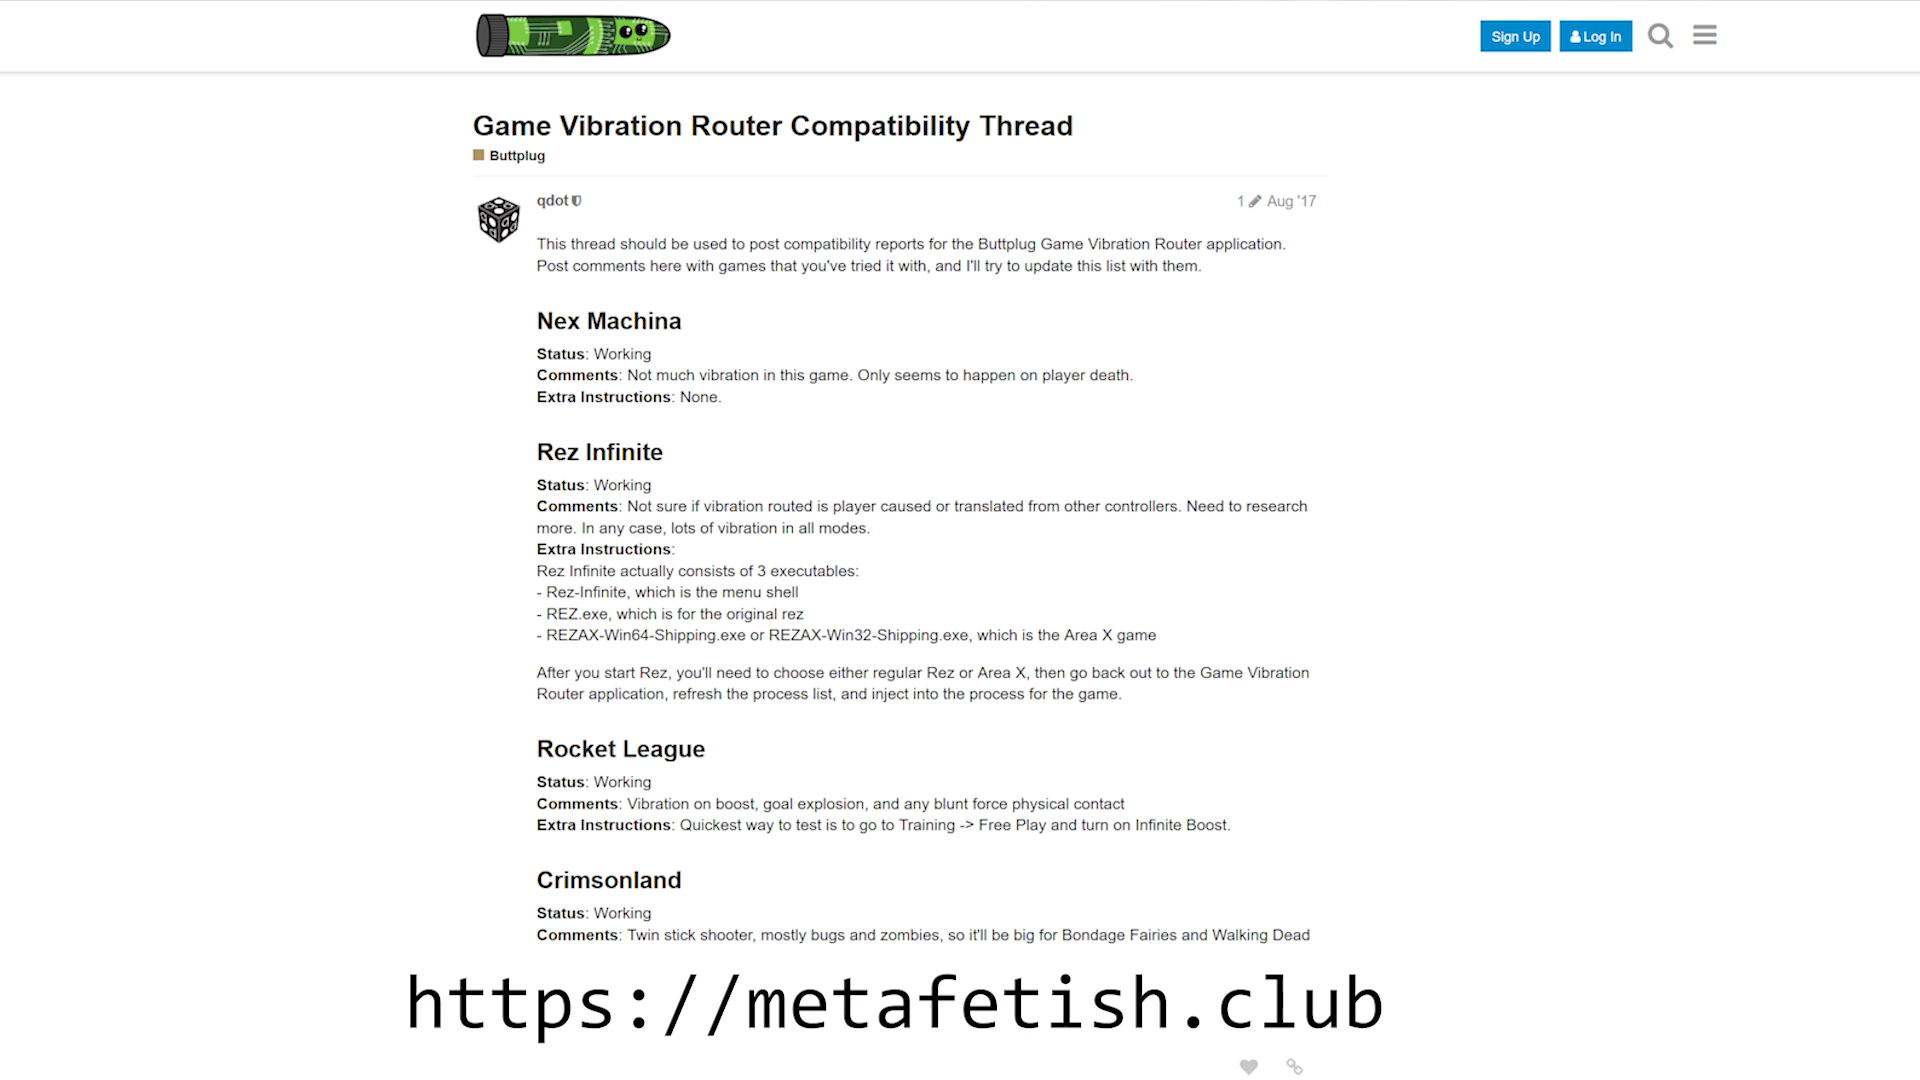 Sign Up
Log In
Game Vibration Router Compatibility Thread
Buttplug
qdot
1
Aug '17
This thread should be used to post compatibility reports for the Buttplug Game Vibration Router application.
Post comments here with games that you've tried it with, and I'll try to update this list with them.
Nex Machina
Status: Working
Comments: Not much vibration in this game. Only seems to happen on player death.
Extra Instructions: None.
Rez Infinite
Status: Working
Comments: Not sure if vibration routed is player caused or translated from other controllers. Need to research
more. In any case, lots of vibration in all modes.
Extra Instructions:
Rez Infinite actually consists of 3 executables:
- Rez-Infinite, which is the menu shell
- REZ.exe, which is for the original rez
- REZAX-Win64-Shipping.exe or REZAX-Win32-Shipping.exe, which is the Area X game
After you start Rez, you'll need to choose either regular Rez or Area X, then go back out to the Game Vibration
Router application, refresh the process list, and inject into the process for the game.
Rocket League
Status: Working
Comments: Vibration on boost, goal explosion, and any blunt force physical contact
Extra Instructions: Quickest way to test is to go to Training -> Free Play and turn on Infinite Boost.
Crimsonland
Status: Working
Comments: Twin stick shooter, mostly bugs and zombies, so it'll be big for Bondage Fairies and Walking Dead
https://metafetish.club